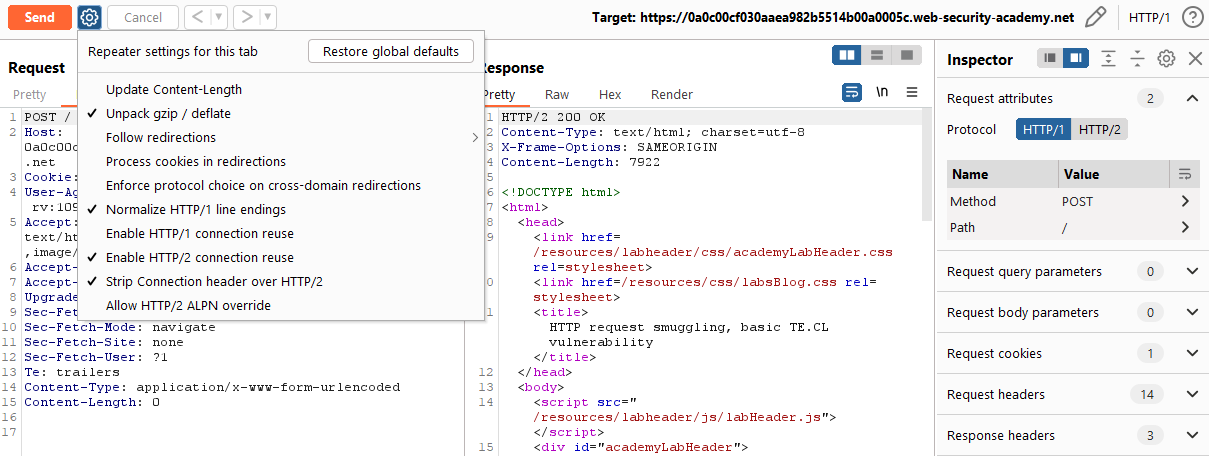 Send
Cancel
Target: https://0a0c00cf030aaea982b5514b00a0005c.web-security-academy.net
HTTP/1
Repeater settings for this tab
Restore global defaults
Update Content-Length
Unpack gzip / deflate
Follow redirections
Process cookies in redirections
Enforce protocol choice on cross-domain redirections
Normalize HTTP/1 line endings
Enable HTTP/1 connection reuse
Enable HTTP/2 connection reuse
Strip Connection header over HTTP/2
Allow HTTP/2 ALPN override
Request
Pretty
1 POST /
2 Host:
0a0c00c
.net
3 Cookie:
4 User-Ag
rv:109
5 Accept:
text/ht
,image/
6 Accept-
7 Accept-
8 Upgrade
9 Sec-Fet
10 Sec-Fetch-Mode: navigate
11 Sec-Fetch-Site: none
12 Sec-Fetch-User: ?1
13 Te: trailers
14 Content-Type: application/x-www-form-urlencoded
15 Content-Length: 0
16
17
Response
Pretty Raw Hex Render
\n
1 HTTP/2 200 OK
2 Content-Type: text/html; charset=utf-8
3 X-Frame-Options: SAMEORIGIN
4 Content-Length: 7922
5
6 <!DOCTYPE html>
7 <html>
8 <head>
9 <link href=
/resources/labheader/css/academyLabHeader.css
rel=stylesheet>
0 <link href=/resources/css/labsBlog.css rel=
stylesheet>
1 <title>
HTTP request smuggling, basic TE.CL
vulnerability
</title>
12 </head>
13 <body>
14 <script src="
/resources/labheader/js/labHeader.js">
</script>
15 <div id="academyLabHeader">
Inspector
Request attributes 2
Protocol HTTP/1 HTTP/2
Name Value
Method POST
Path /
Request query parameters 0
Request body parameters 0
Request cookies 1
Request headers 14
Response headers 3